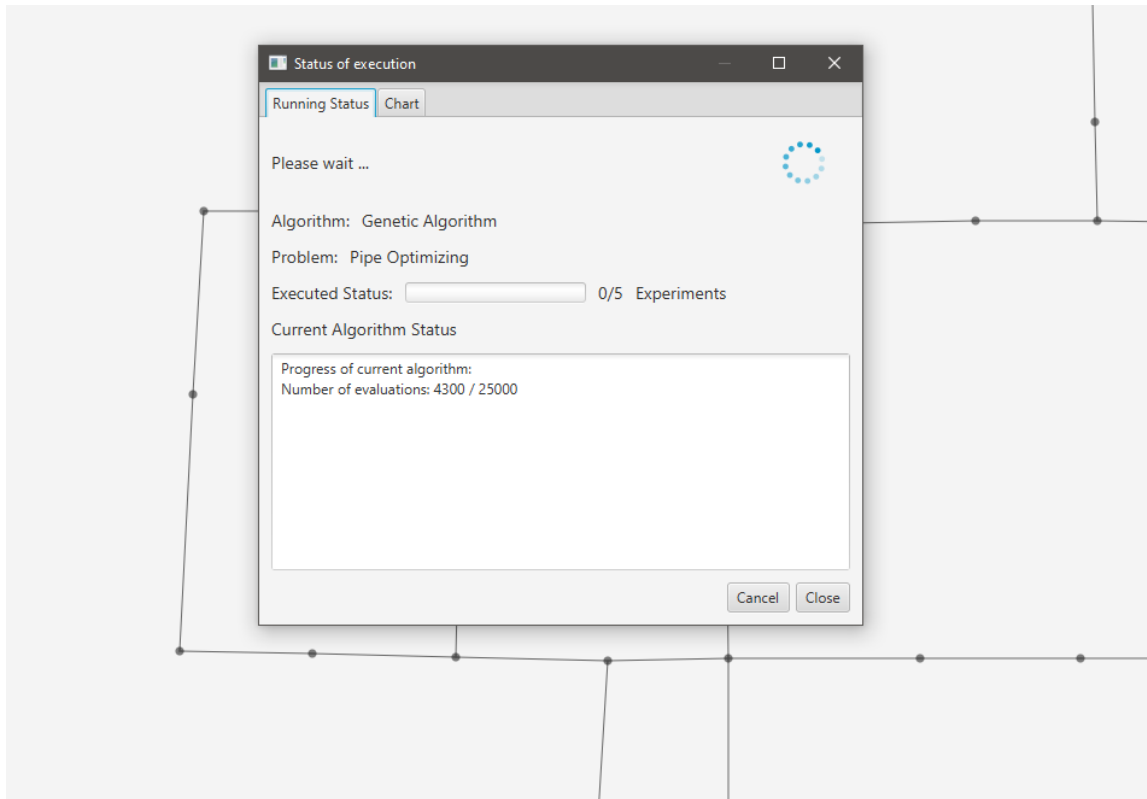 Status of execution
Running Status Chart
Please wait ...
Algorithm: Genetic Algorithm
Problem: Pipe Optimizing
Executed Status: 0/5 Experiments
Current Algorithm Status
Progress of current algorithm:
Number of evaluations: 4300 / 25000
Cancel Close